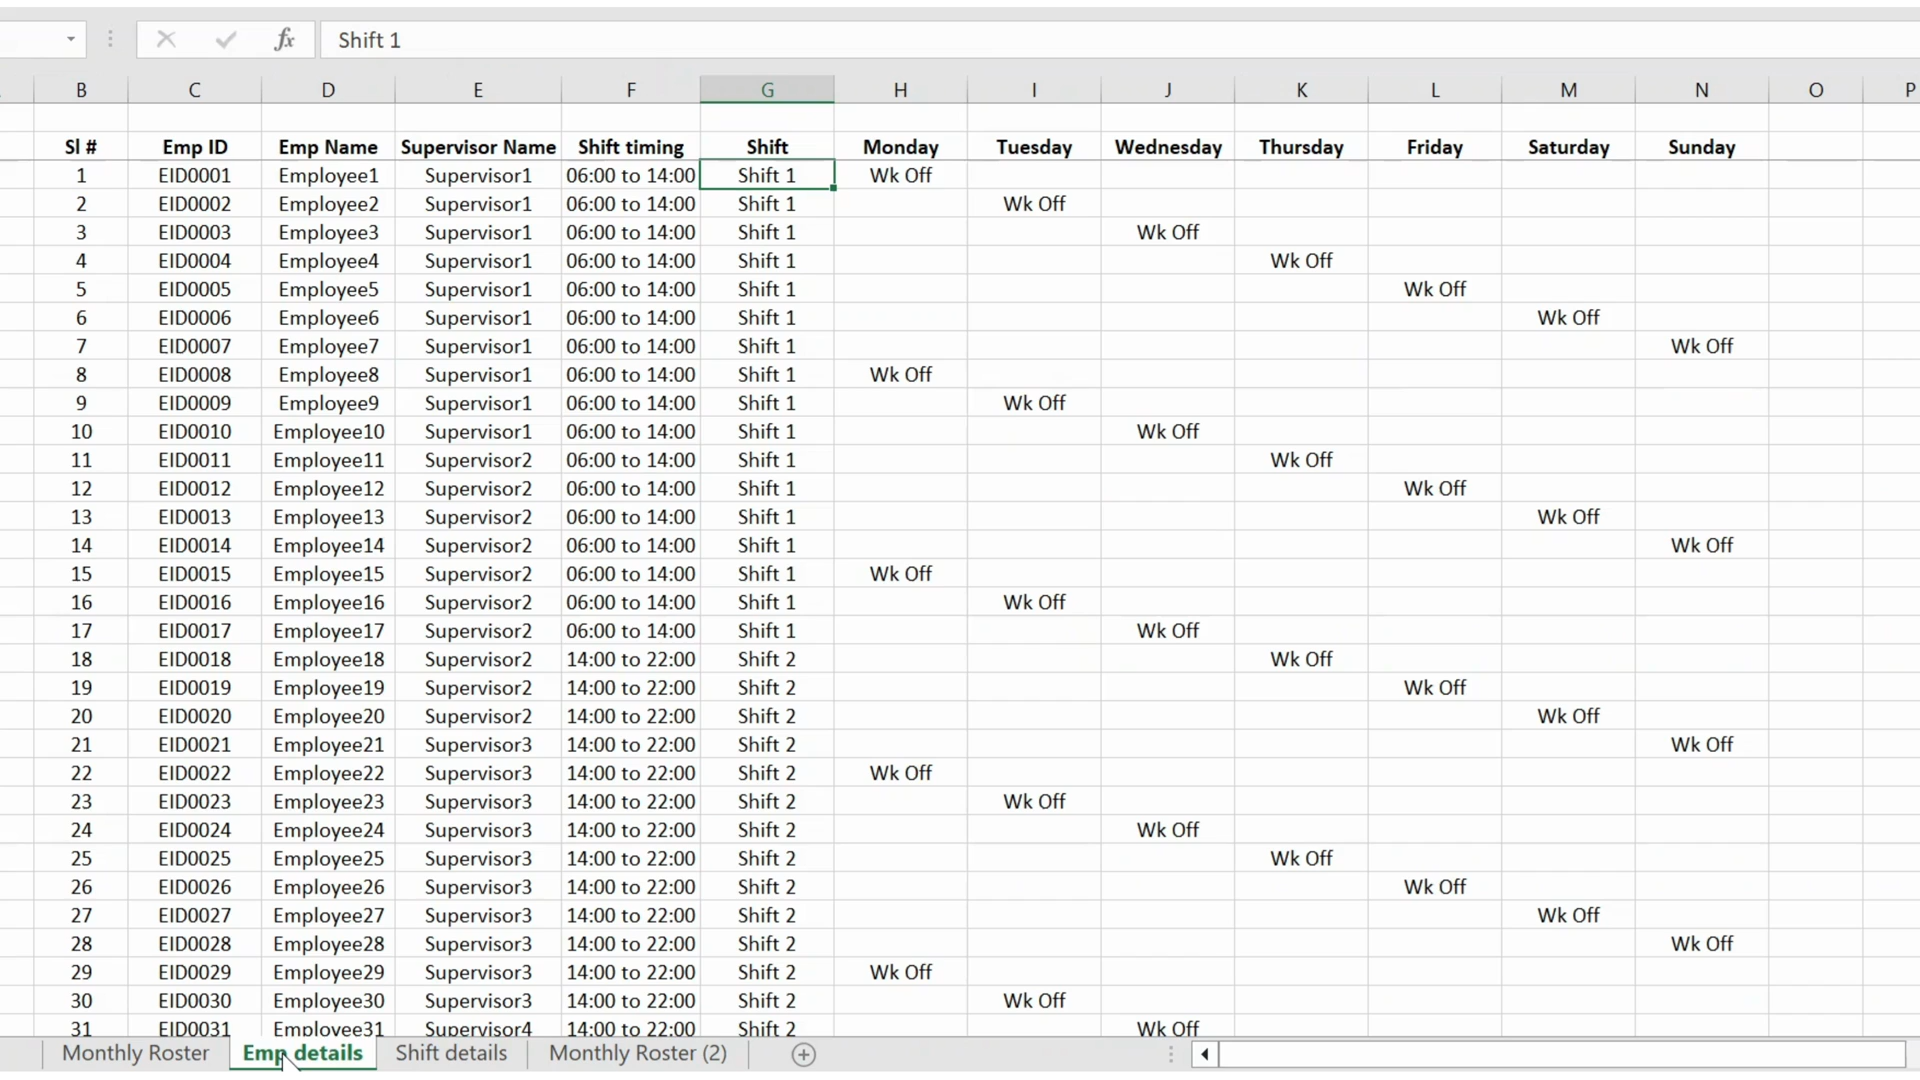 fx Shift 1
B C D E F G H I J K L M N O P
Sl # Emp ID Emp Name Supervisor Name Shift timing Shift Monday Tuesday Wednesday Thursday Friday Saturday Sunday
1 EID0001 Employee1 Supervisor1 06:00 to 14:00 Shift 1 Wk Off
2 EID0002 Employee2 Supervisor1 06:00 to 14:00 Shift 1 Wk Off
3 EID0003 Employee3 Supervisor1 06:00 to 14:00 Shift 1 Wk Off
4 EID0004 Employee4 Supervisor1 06:00 to 14:00 Shift 1 Wk Off
5 EID0005 Employee5 Supervisor1 06:00 to 14:00 Shift 1 Wk Off
6 EID0006 Employee6 Supervisor1 06:00 to 14:00 Shift 1 Wk Off
7 EID0007 Employee7 Supervisor1 06:00 to 14:00 Shift 1 Wk Off
8 EID0008 Employee8 Supervisor1 06:00 to 14:00 Shift 1 Wk Off
9 EID0009 Employee9 Supervisor1 06:00 to 14:00 Shift 1 Wk Off
10 EID0010 Employee10 Supervisor1 06:00 to 14:00 Shift 1 Wk Off
11 EID0011 Employee11 Supervisor2 06:00 to 14:00 Shift 1 Wk Off
12 EID0012 Employee12 Supervisor2 06:00 to 14:00 Shift 1 Wk Off
13 EID0013 Employee13 Supervisor2 06:00 to 14:00 Shift 1 Wk Off
14 EID0014 Employee14 Supervisor2 06:00 to 14:00 Shift 1 Wk Off
15 EID0015 Employee15 Supervisor2 06:00 to 14:00 Shift 1 Wk Off
16 EID0016 Employee16 Supervisor2 06:00 to 14:00 Shift 1 Wk Off
17 EID0017 Employee17 Supervisor2 06:00 to 14:00 Shift 1 Wk Off
18 EID0018 Employee18 Supervisor2 14:00 to 22:00 Shift 2 Wk Off
19 EID0019 Employee19 Supervisor2 14:00 to 22:00 Shift 2 Wk Off
20 EID0020 Employee20 Supervisor2 14:00 to 22:00 Shift 2 Wk Off
21 EID0021 Employee21 Supervisor3 14:00 to 22:00 Shift 2 Wk Off
22 EID0022 Employee22 Supervisor3 14:00 to 22:00 Shift 2 Wk Off
23 EID0023 Employee23 Supervisor3 14:00 to 22:00 Shift 2 Wk Off
24 EID0024 Employee24 Supervisor3 14:00 to 22:00 Shift 2 Wk Off
25 EID0025 Employee25 Supervisor3 14:00 to 22:00 Shift 2 Wk Off
26 EID0026 Employee26 Supervisor3 14:00 to 22:00 Shift 2 Wk Off
27 EID0027 Employee27 Supervisor3 14:00 to 22:00 Shift 2 Wk Off
28 EID0028 Employee28 Supervisor3 14:00 to 22:00 Shift 2 Wk Off
29 EID0029 Employee29 Supervisor3 14:00 to 22:00 Shift 2 Wk Off
30 EID0030 Employee30 Supervisor3 14:00 to 22:00 Shift 2 Wk Off
31 EID0031 Employee31 Supervisor4 14:00 to 22:00 Shift 2 Wk Off
Monthly Roster Emp details Shift details Monthly Roster (2)